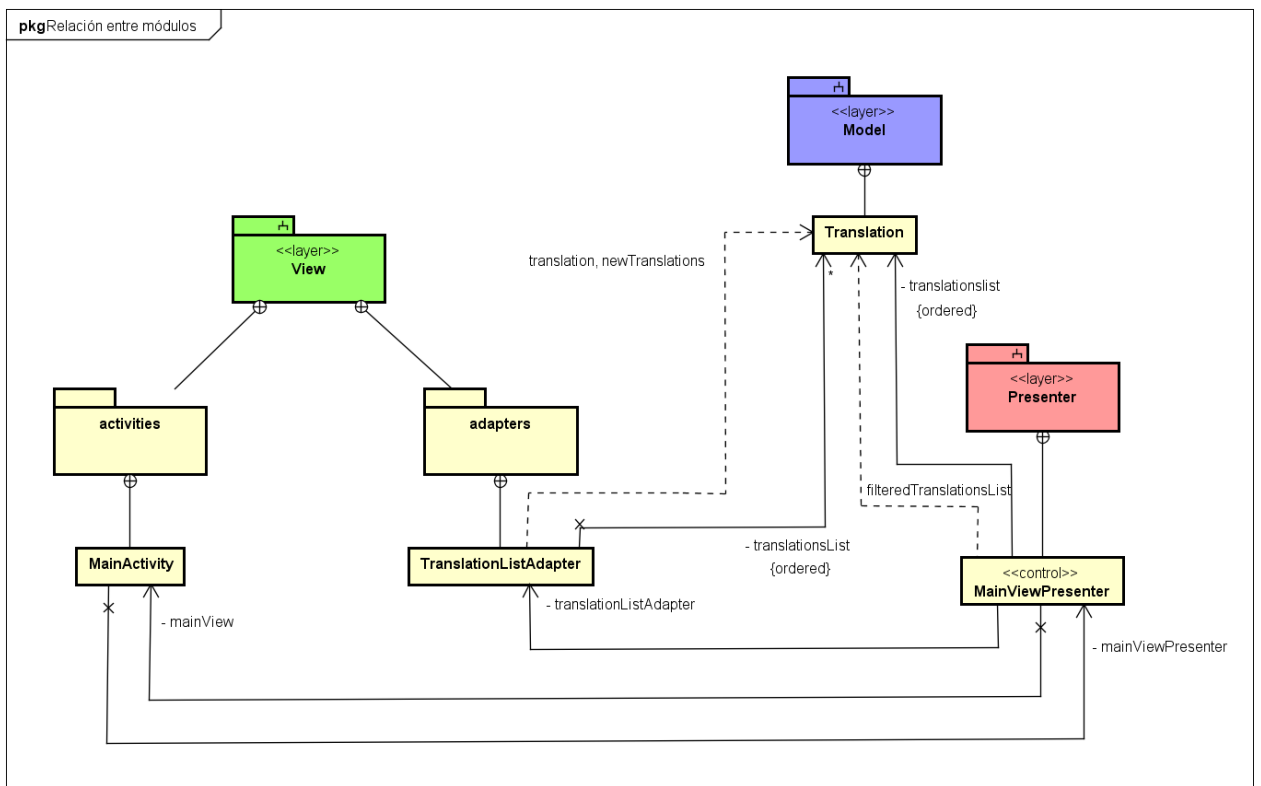 pkgRelación entre módulos
<<layer>>
Model
Translation
<<layer>>
View
translation, newTranslations
*
- translationslist
{ordered}
<<layer>>
Presenter
activities
adapters
filteredTranslationsList
- translationsList
{ordered}
MainActivity
TranslationListAdapter
<<control>>
MainViewPresenter
- translationListAdapter
- mainView
- mainViewPresenter